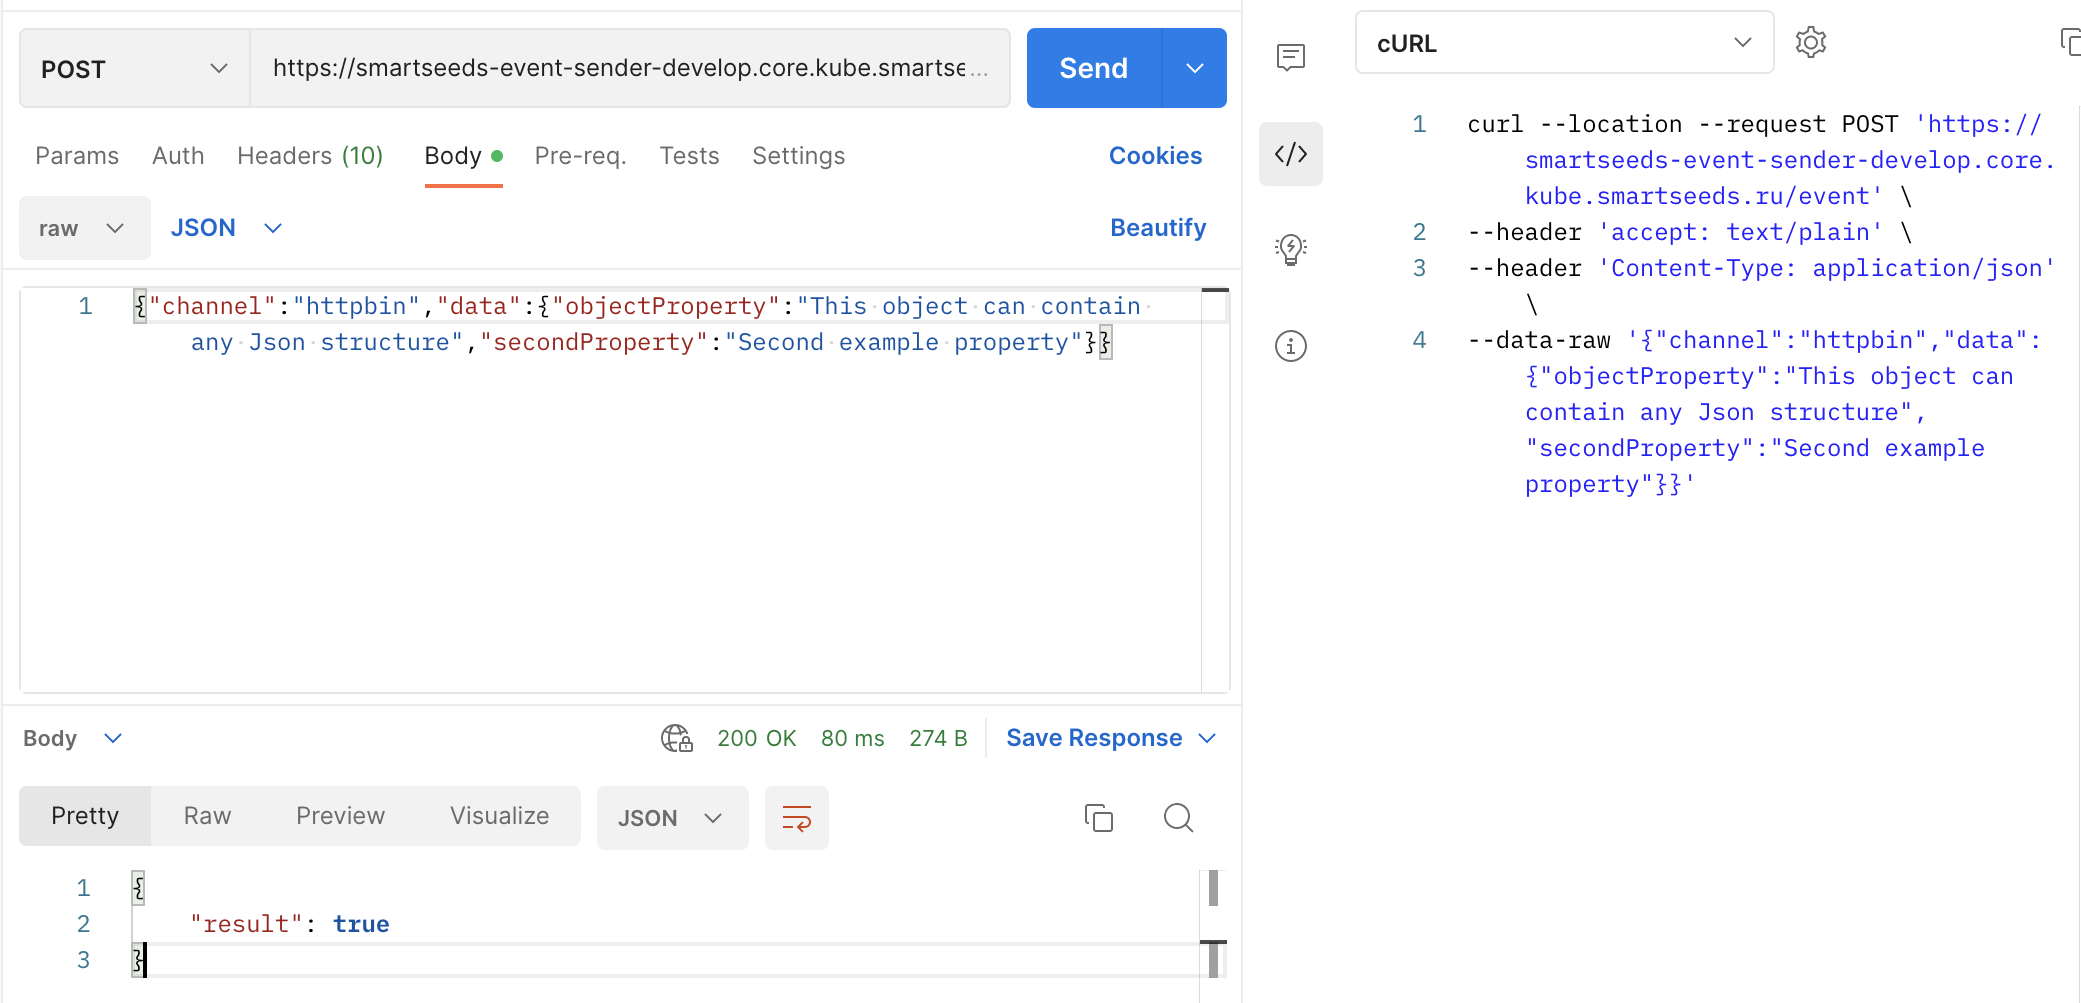 POST
https://smartseeds-event-sender-develop.core.kube.smartse...
Send
Params Auth Headers (10) Body Pre-req. Tests Settings Cookies
raw JSON Beautify
1 {"channel":"httpbin","data":{"objectProperty":"This object can contain
any Json structure","secondProperty":"Second example property"}}
Body 200 OK 80 ms 274 B Save Response
Pretty Raw Preview Visualize JSON
1 {
2 "result": true
3 }
cURL
1 curl --location --request POST 'https://
smartseeds-event-sender-develop.core.
kube.smartseeds.ru/event' \
2 --header 'accept: text/plain' \
3 --header 'Content-Type: application/json'
\
4 --data-raw '{"channel":"httpbin","data":
{"objectProperty":"This object can
contain any Json structure",
"secondProperty":"Second example
property"}}'